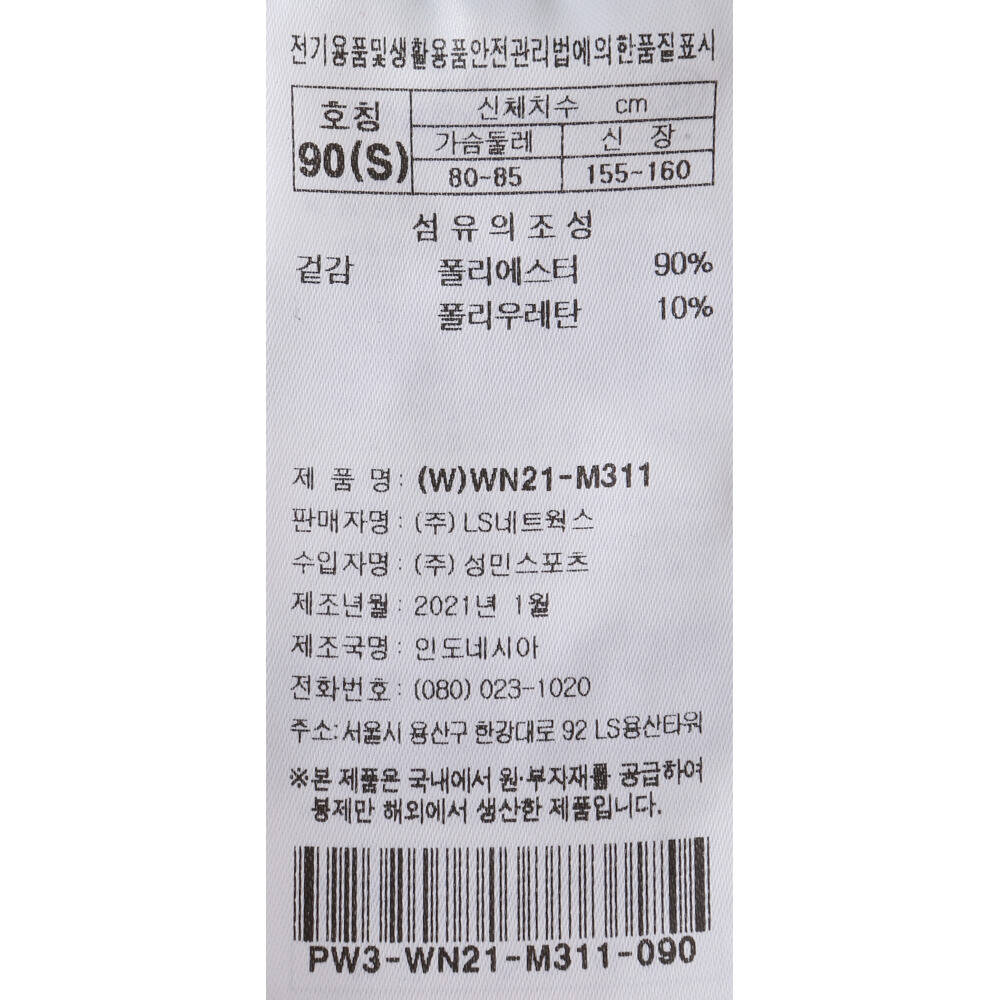 전기용품및생활용품안전관리법에의한품질표시
호칭 신체치수 cm
가슴둘레 신 장
90(S) 80~85 155~160
섬유의조성
겉감 폴리에스터 90%
폴리우레탄 10%
제 품 명: (W)WN21-M311
판매자명: (주) LS네트웍스
수입자명: (주) 성민스포츠
제조년월: 2021년 1월
제조국명: 인도네시아
전화번호: (080) 023-1020
주소: 서울시 용산구 한강대로 92 LS용산타워
※본 제품은 국내에서 원·부자재를 공급하여
봉제만 해외에서 생산한 제품입니다.
PW3-WN21-M311-090